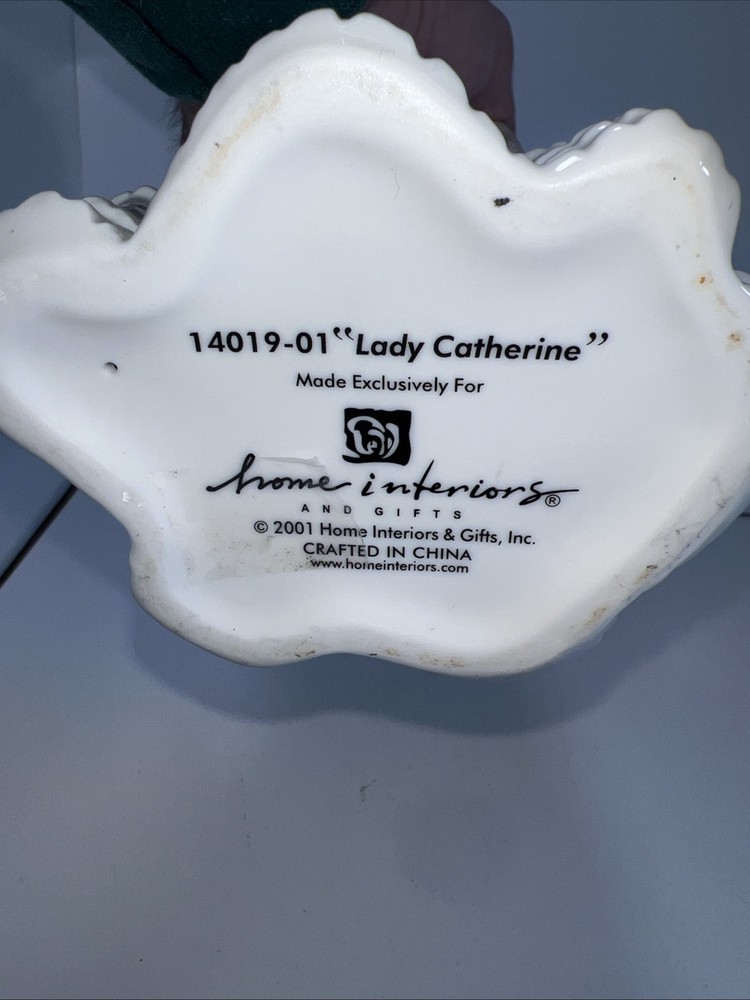 14019-01 “Lady Catherine”
Made Exclusively For
home interiors®
AND GIFTS
© 2001 Home Interiors & Gifts, Inc.
CRAFTED IN CHINA
www.homeinteriors.com